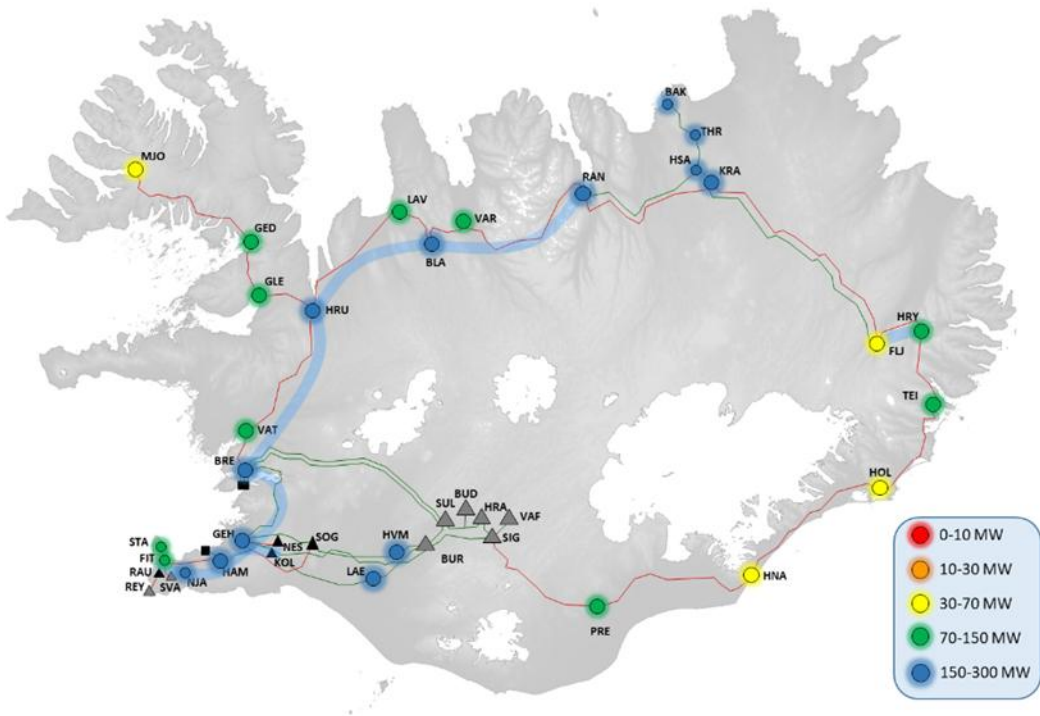 BAK
THR
MJO
HSA
KRA
RAN
LAV
VAR
GED
BLA
GLE
HRU
HRY
FLJ
TEI
VAT
BRE
HOL
BUD
SUL
HRA
VAF
SIG
GEH
SOG
HVM
NES
BUR
STA
KOL
FIT
HAM
LAE
RAU
NJA
SVA
REY
HNA
PRE
0-10 MW
10-30 MW
30-70 MW
70-150 MW
150-300 MW